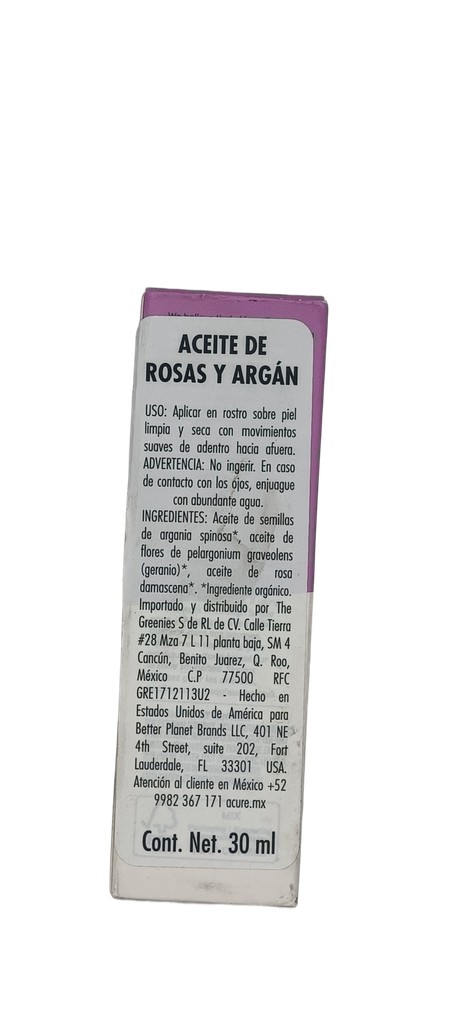 ACEITE DE
ROSAS Y ARGÁN
USO: Aplicar en rostro sobre piel
limpia y seca con movimientos
suaves de adentro hacia afuera.
ADVERTENCIA: No ingerir. En caso
de contacto con los ojos, enjuague
con abundante agua.
INGREDIENTES: Aceite de semillas
de argania spinosa*, aceite de
flores de pelargonium graveolens
(geranio)*, aceite de rosa
damascena*. *Ingrediente orgánico.
Importado y distribuido por The
Greenies S de RL de CV. Calle Tierra
#28 Mza 7 L 11 planta baja, SM 4
Cancún, Benito Juarez, Q. Roo,
México C.P 77500 RFC
GRE1712113U2 - Hecho en
Estados Unidos de América para
Better Planet Brands LLC, 401 NE
4th Street, suite 202, Fort
Lauderdale, FL 33301 USA.
Atención al cliente en México +52
9982 367 171 acure.mx
Cont. Net. 30 ml